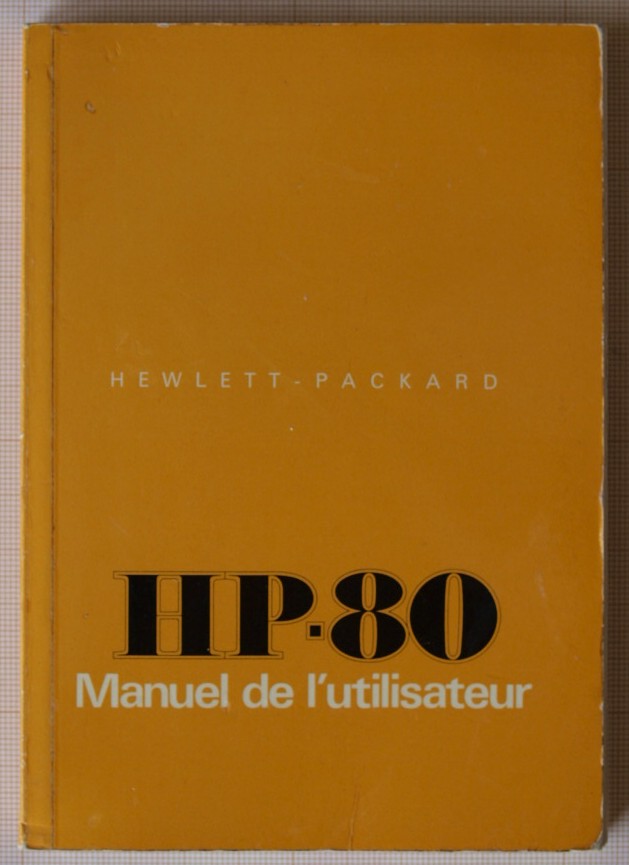 HEWLETT-PACKARD
HP·80
Manuel de l'utilisateur